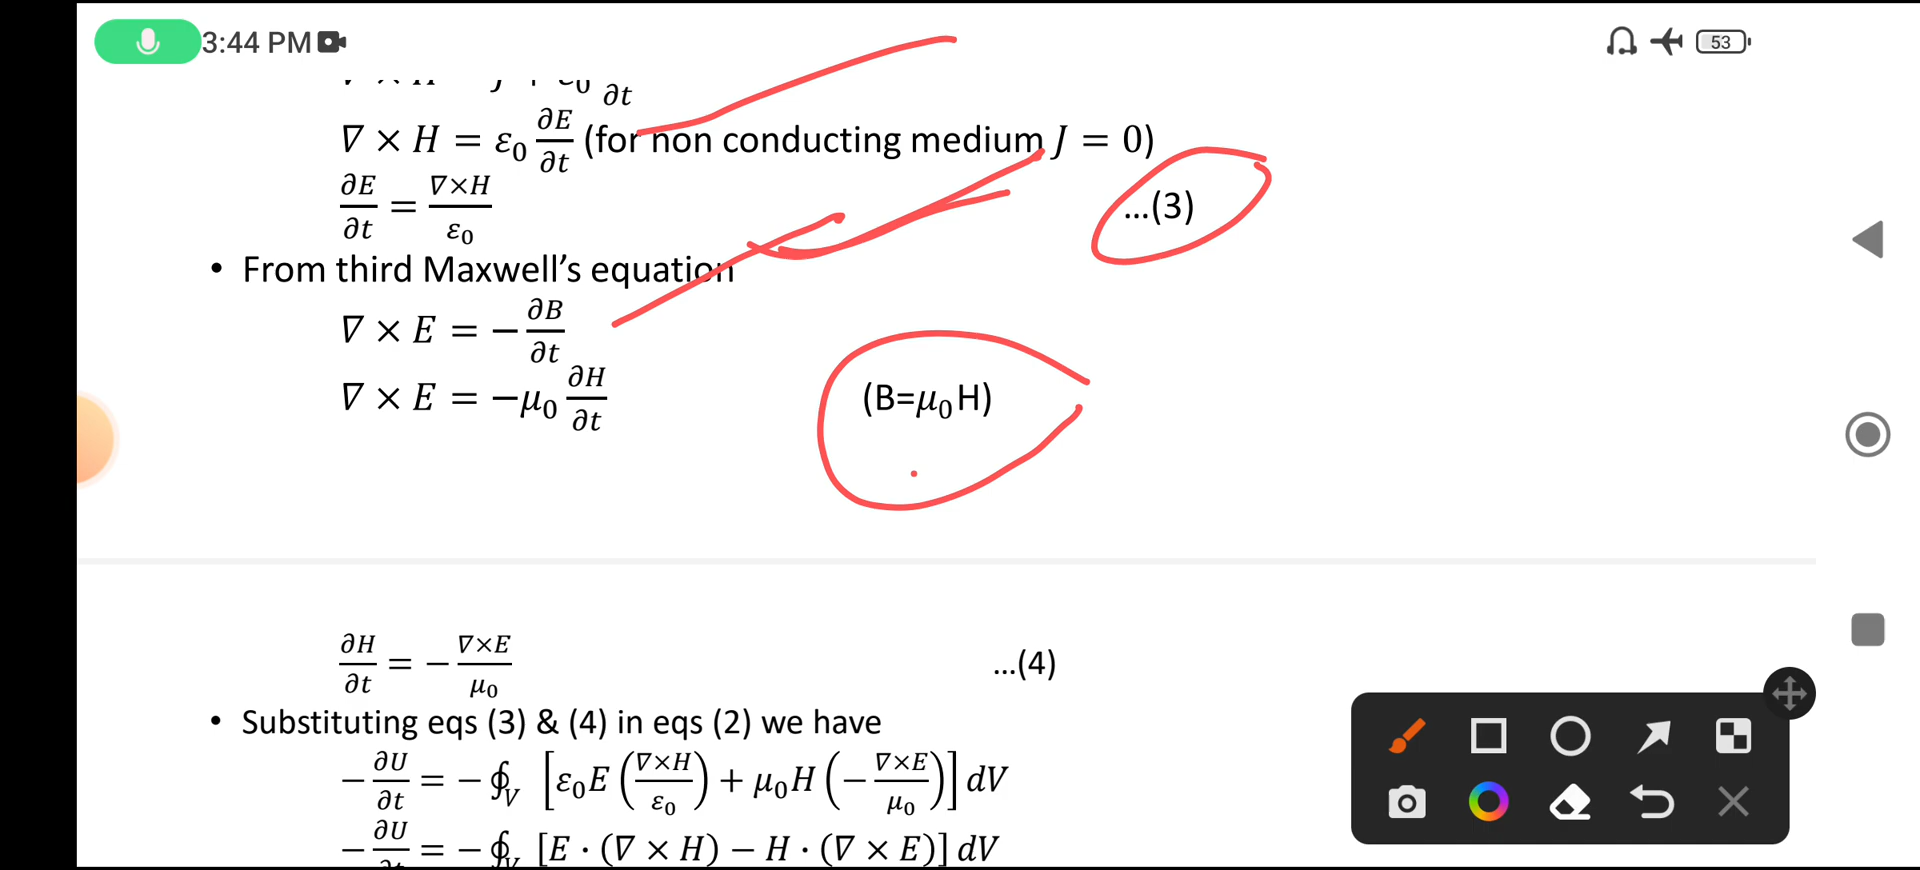 3:44 PM
53
∂t
∇ × H = ε₀ ∂E/∂t (for non conducting medium J = 0)
∂E/∂t = ∇×H/ε₀ ...(3)
• From third Maxwell’s equation
∇ × E = −∂B/∂t
∇ × E = −μ₀ ∂H/∂t (B=μ₀H)
∂H/∂t = −∇×E/μ₀ ...(4)
• Substituting eqs (3) & (4) in eqs (2) we have
−∂U/∂t = −∮_V [ε₀E(∇×H/ε₀) + μ₀H(−∇×E/μ₀)] dV
−∂U/∂t = −∮_V [E · (∇ × H) − H · (∇ × E)] dV